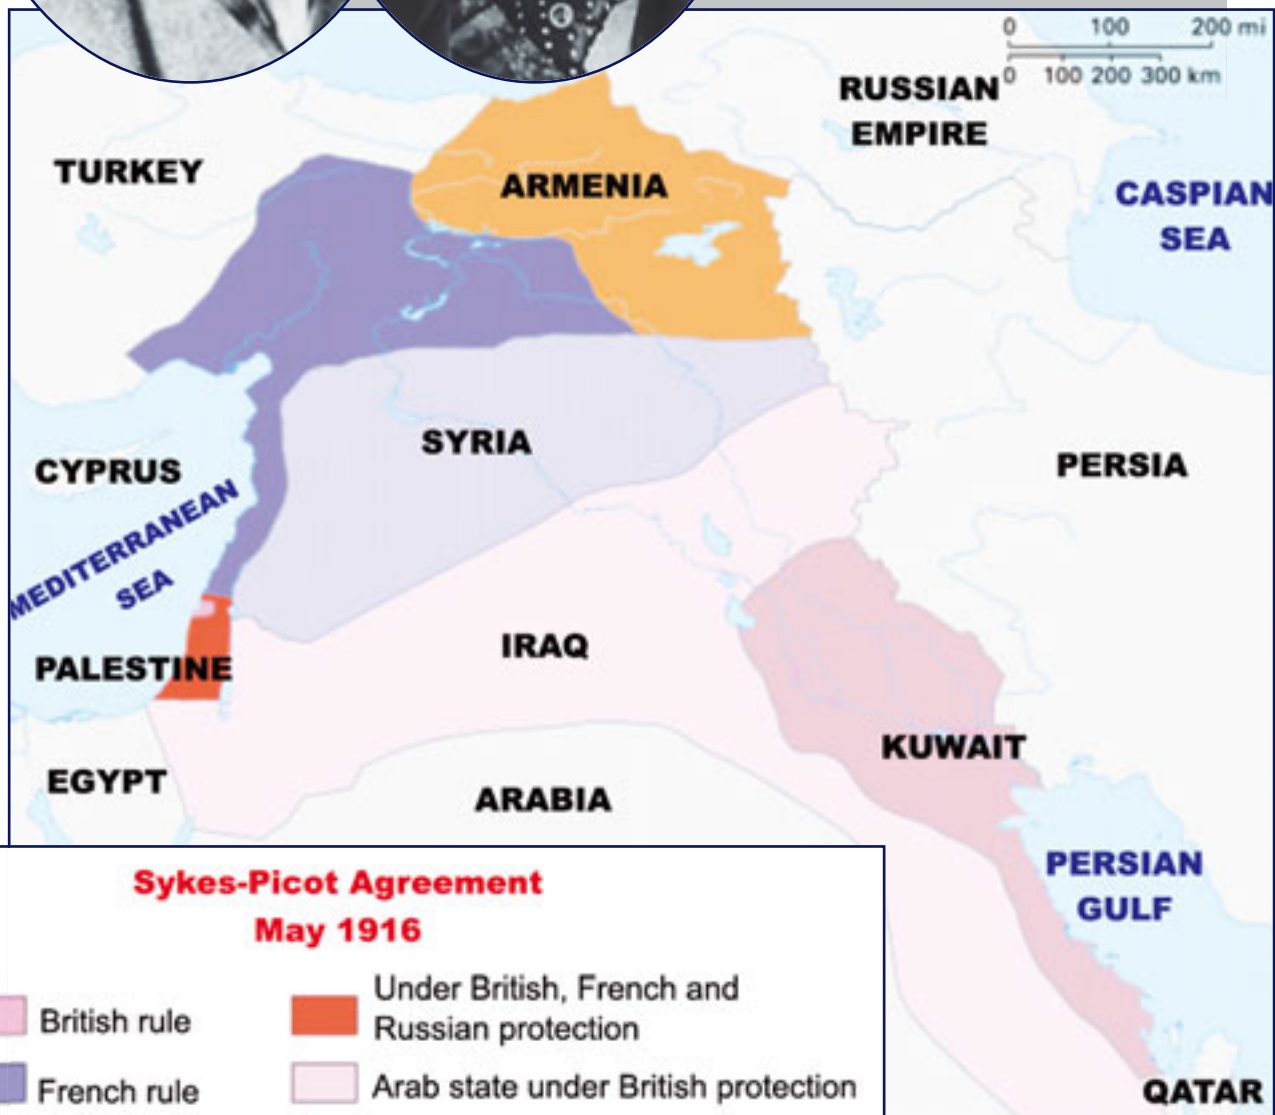 0 100 200 mi
0 100 200 300 km
RUSSIAN
EMPIRE
TURKEY
ARMENIA
CASPIAN
SEA
SYRIA
CYPRUS
PERSIA
MEDITERRANEAN
SEA
IRAQ
PALESTINE
KUWAIT
EGYPT
ARABIA
PERSIAN
GULF
QATAR
Sykes-Picot Agreement
May 1916
British rule
French rule
Under British, French and
Russian protection
Arab state under British protection